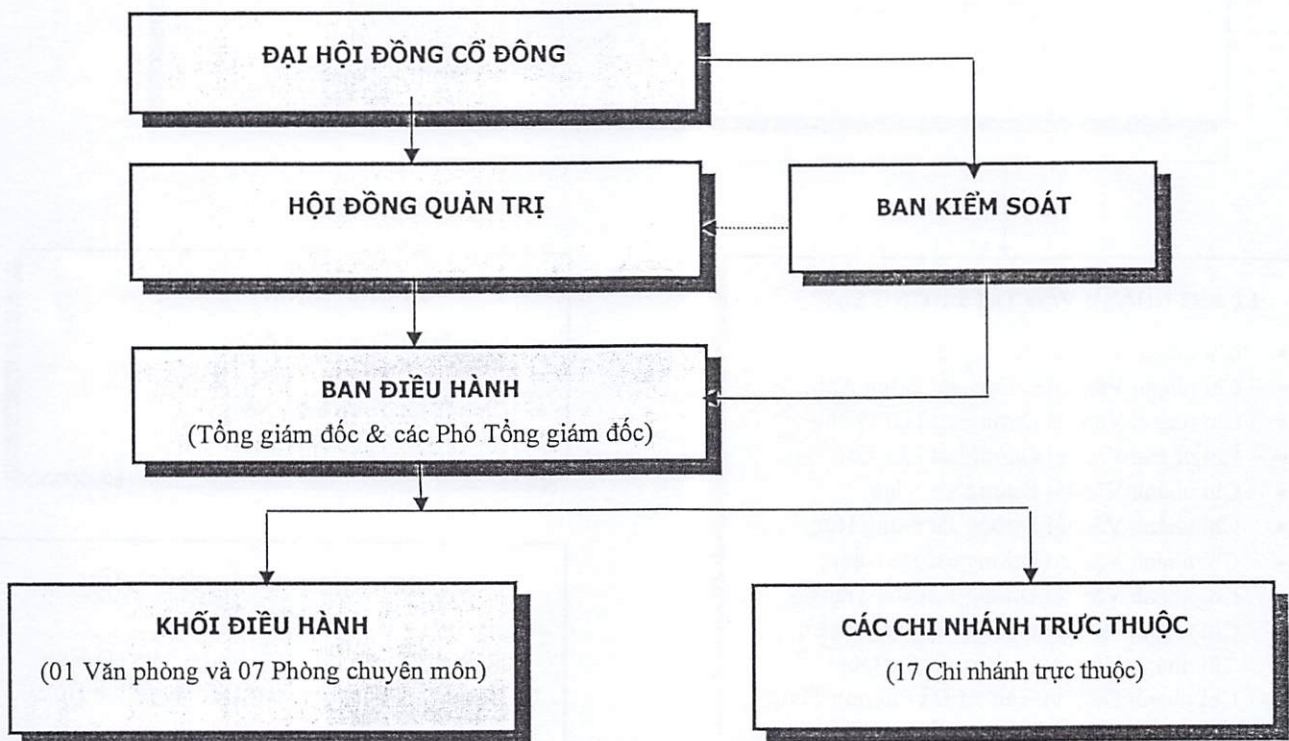 ĐẠI HỘI ĐỒNG CỔ ĐÔNG
HỘI ĐỒNG QUẢN TRỊ
BAN KIỂM SOÁT
BAN ĐIỀU HÀNH
(Tổng giám đốc & các Phó Tổng giám đốc)
KHỐI ĐIỀU HÀNH
(01 Văn phòng và 07 Phòng chuyên môn)
CÁC CHI NHÁNH TRỰC THUỘC
(17 Chi nhánh trực thuộc)